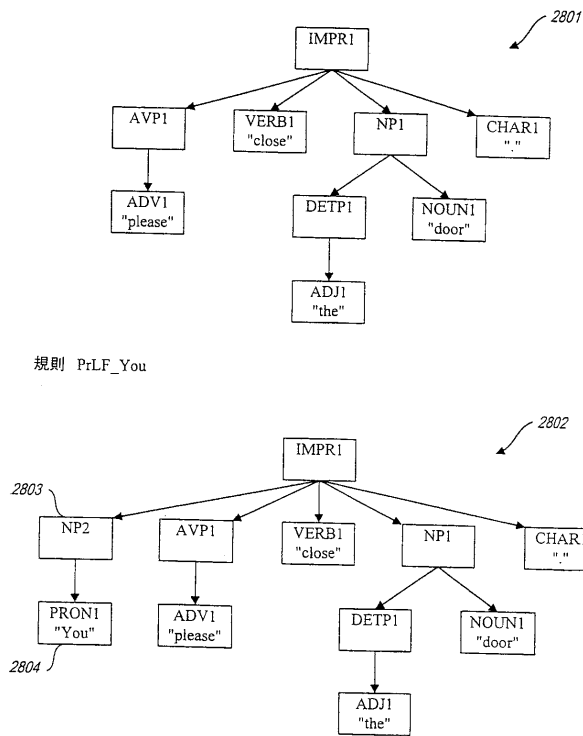 2801
IMPR1
AVP1
VERB1
"close"
NP1
CHAR1
"."
ADV1
"please"
DETP1
NOUN1
"door"
ADJ1
"the"
規則 PrLF_You
2802
IMPR1
2803
NP2
AVP1
VERB1
"close"
NP1
CHAR1
"."
PRON1
"You"
ADV1
"please"
DETP1
NOUN1
"door"
2804
ADJ1
"the"